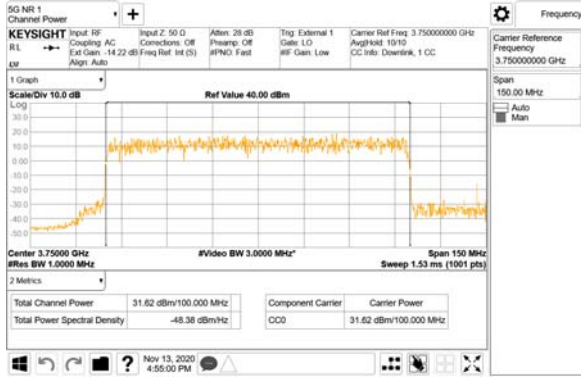 5G NR 1
Channel Power
Frequency
KEYSIGHT
RL
Input: RF
Coupling: AC
Ext Gain: -14.22 dB
Align: Auto
Input Z: 50 Ω
Corrections: Off
Freq Ref: Int (S)
Atten: 28 dB
Preamp: Off
#PNO: Fast
Trig: External 1
Gate: LO
#IF Gain: Low
Carrier Ref Freq: 3.750000000 GHz
Avg|Hold: 10/10
CC Info: Downlink, 1 CC
Carrier Reference
Frequency
3.750000000 GHz
Span
150.00 MHz
Auto
Man
1 Graph
Scale/Div 10.0 dB
Ref Value 40.00 dBm
Log
30.0
20.0
10.0
0.00
-10.0
-20.0
-30.0
-40.0
-50.0
Center 3.75000 GHz
#Video BW 3.0000 MHz*
Span 150 MHz
#Res BW 1.0000 MHz
Sweep 1.53 ms (1001 pts)
2 Metrics
Total Channel Power 31.62 dBm/100.000 MHz
Total Power Spectral Density -48.38 dBm/Hz
Component Carrier Carrier Power
CC0 31.62 dBm/100.000 MHz
Nov 13, 2020
4:55:00 PM